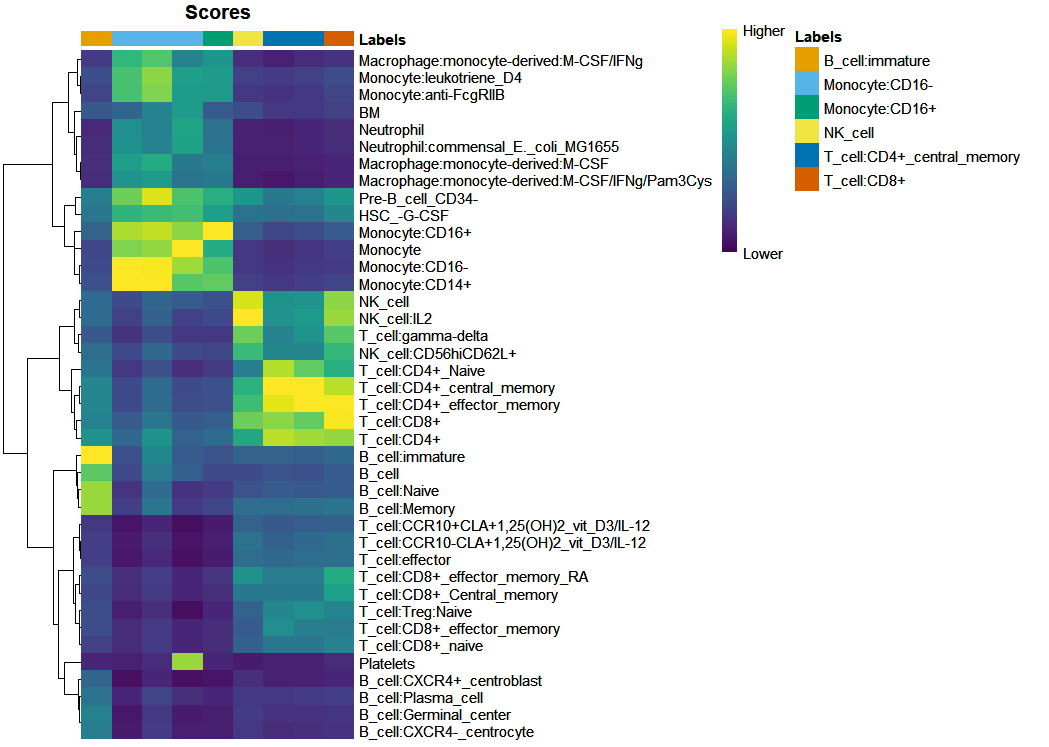 Scores
Labels
Macrophage:monocyte-derived:M-CSF/IFNg
Monocyte:leukotriene_D4
Monocyte:anti-FcgRIIB
BM
Neutrophil
Neutrophil:commensal_E._coli_MG1655
Macrophage:monocyte-derived:M-CSF
Macrophage:monocyte-derived:M-CSF/IFNg/Pam3Cys
Pre-B_cell_CD34-
HSC_-G-CSF
Monocyte:CD16+
Monocyte
Monocyte:CD16-
Monocyte:CD14+
NK_cell
NK_cell:IL2
T_cell:gamma-delta
NK_cell:CD56hiCD62L+
T_cell:CD4+_Naive
T_cell:CD4+_central_memory
T_cell:CD4+_effector_memory
T_cell:CD8+
T_cell:CD4+
B_cell:immature
B_cell
B_cell:Naive
B_cell:Memory
T_cell:CCR10+CLA+1,25(OH)2_vit_D3/IL-12
T_cell:CCR10-CLA+1,25(OH)2_vit_D3/IL-12
T_cell:effector
T_cell:CD8+_effector_memory_RA
T_cell:CD8+_Central_memory
T_cell:Treg:Naive
T_cell:CD8+_effector_memory
T_cell:CD8+_naive
Platelets
B_cell:CXCR4+_centroblast
B_cell:Plasma_cell
B_cell:Germinal_center
B_cell:CXCR4-_centrocyte
Higher
Lower
Labels
B_cell:immature
Monocyte:CD16-
Monocyte:CD16+
NK_cell
T_cell:CD4+_central_memory
T_cell:CD8+